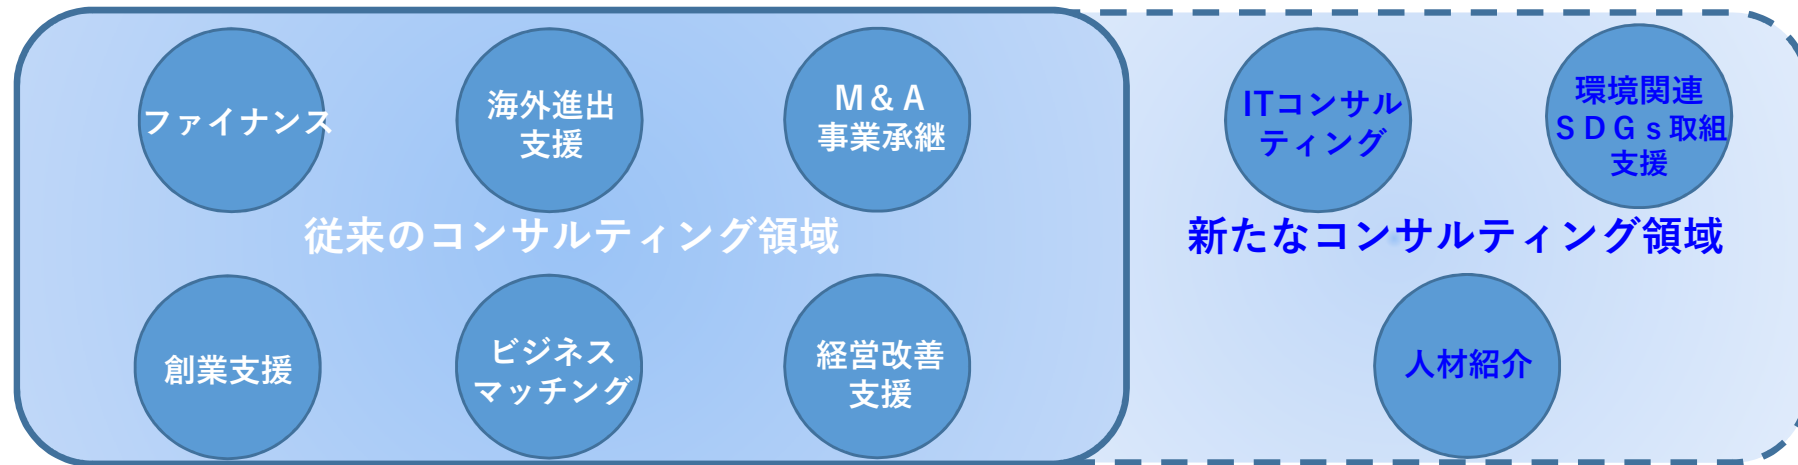 ファイナンス
海外進出
支援
Ｍ＆Ａ
事業承継
従来のコンサルティング領域
創業支援
ビジネス
マッチング
経営改善
支援
ITコンサル
ティング
環境関連
ＳＤＧｓ取組
支援
新たなコンサルティング領域
人材紹介